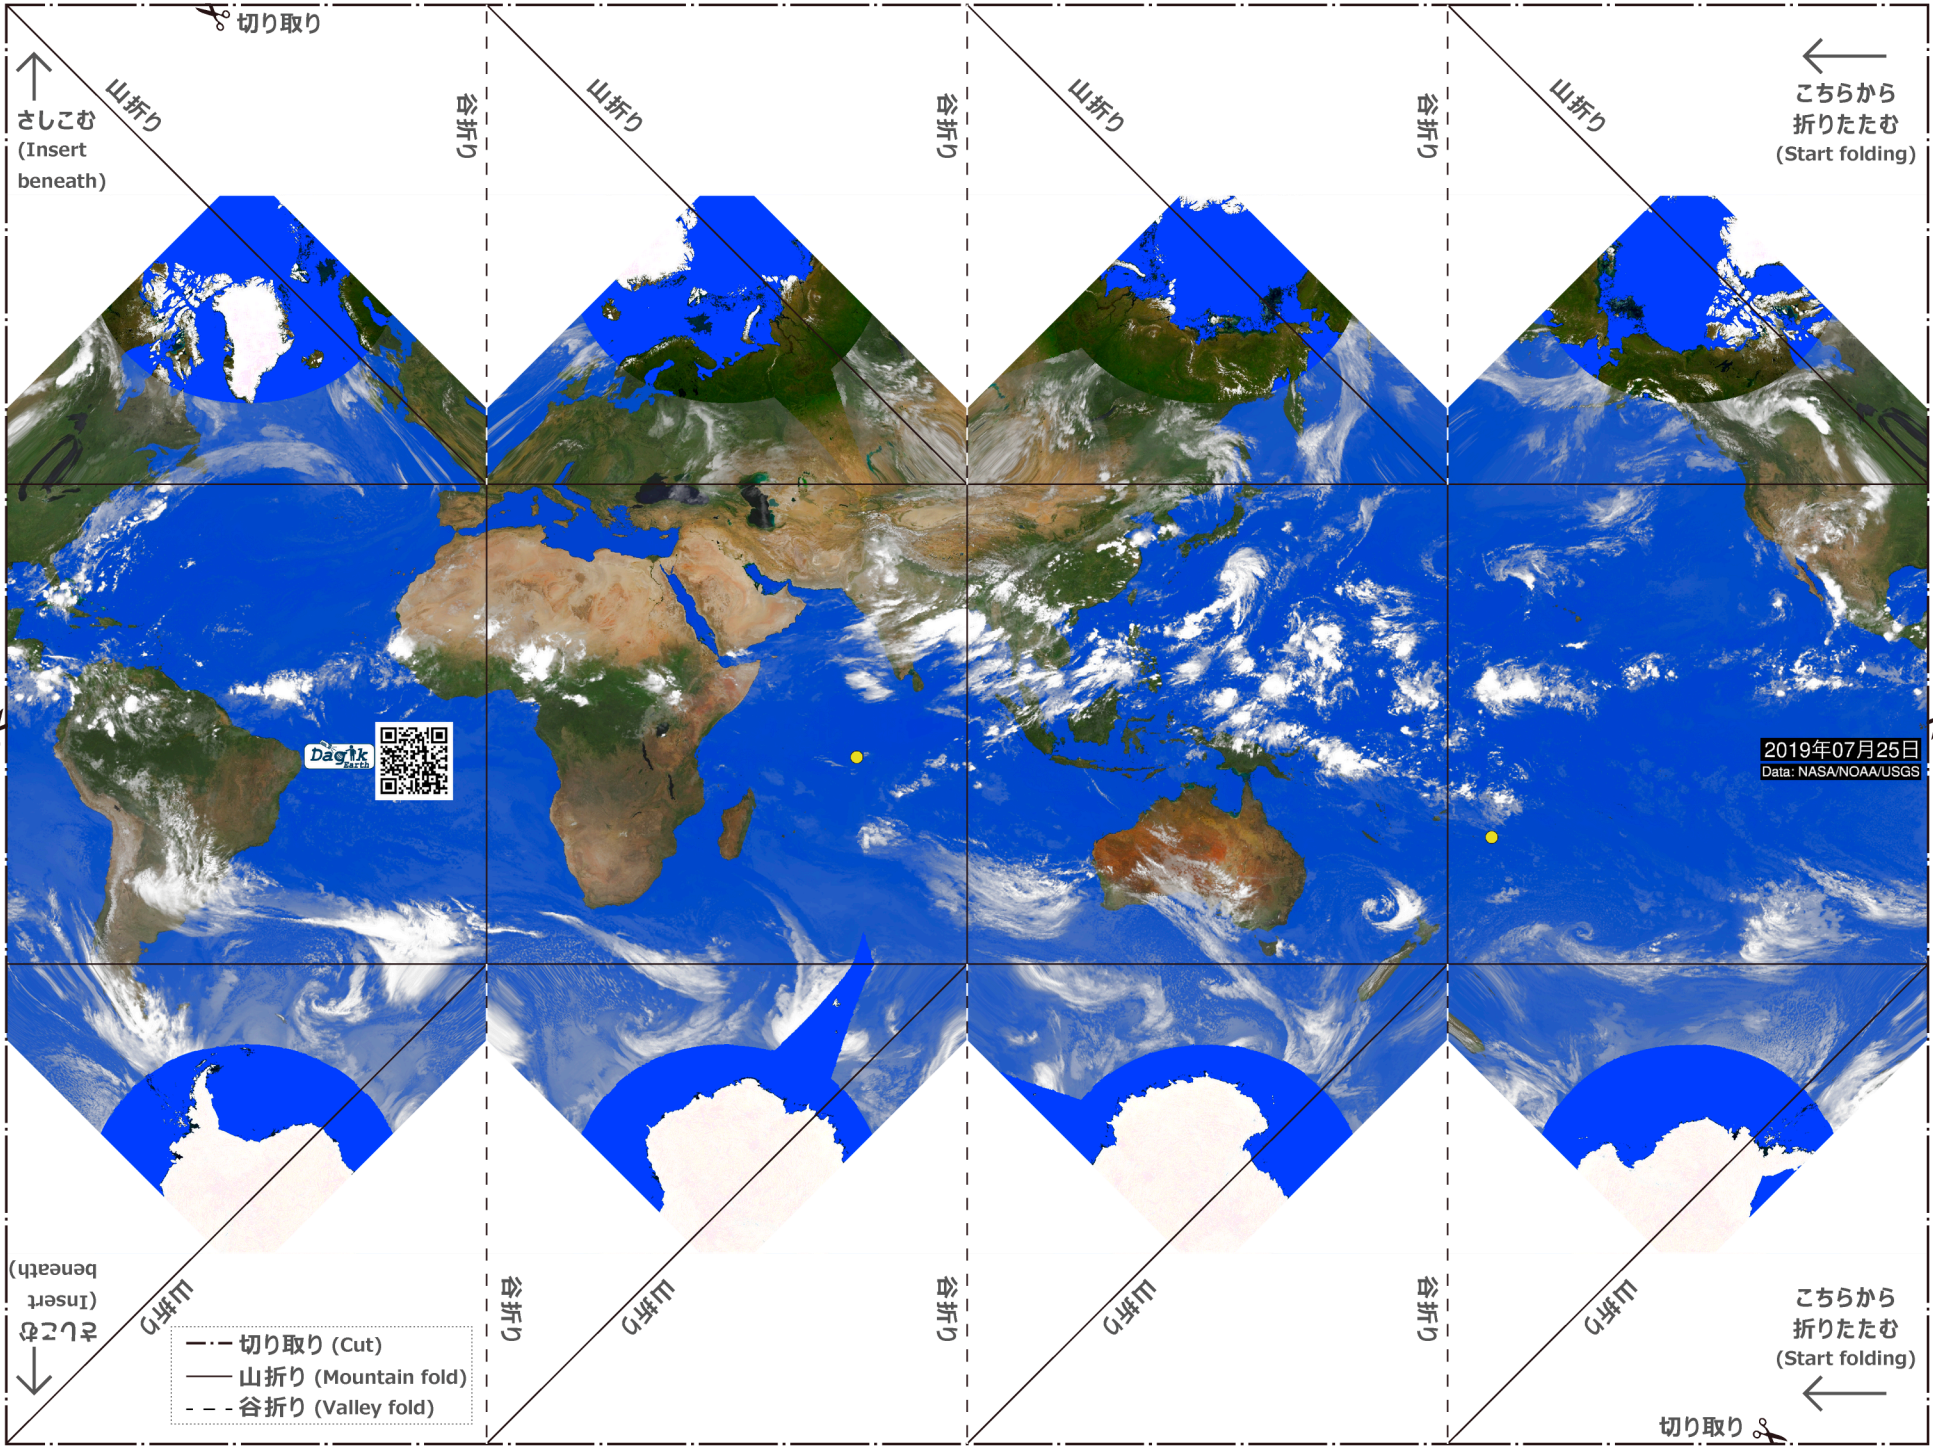 切り取り
山折り
谷折り
山折り
谷折り
山折り
谷折り
山折り
さしこむ
(Insert
beneath)
こちらから
折りたたむ
(Start folding)
Dagik
Earth
2019年07月25日
Data: NASA/NOAA/USGS
さしこむ
(Insert
beneath)
山折り
谷折り
山折り
谷折り
山折り
谷折り
山折り
こちらから
折りたたむ
(Start folding)
切り取り (Cut)
山折り (Mountain fold)
谷折り (Valley fold)
切り取り